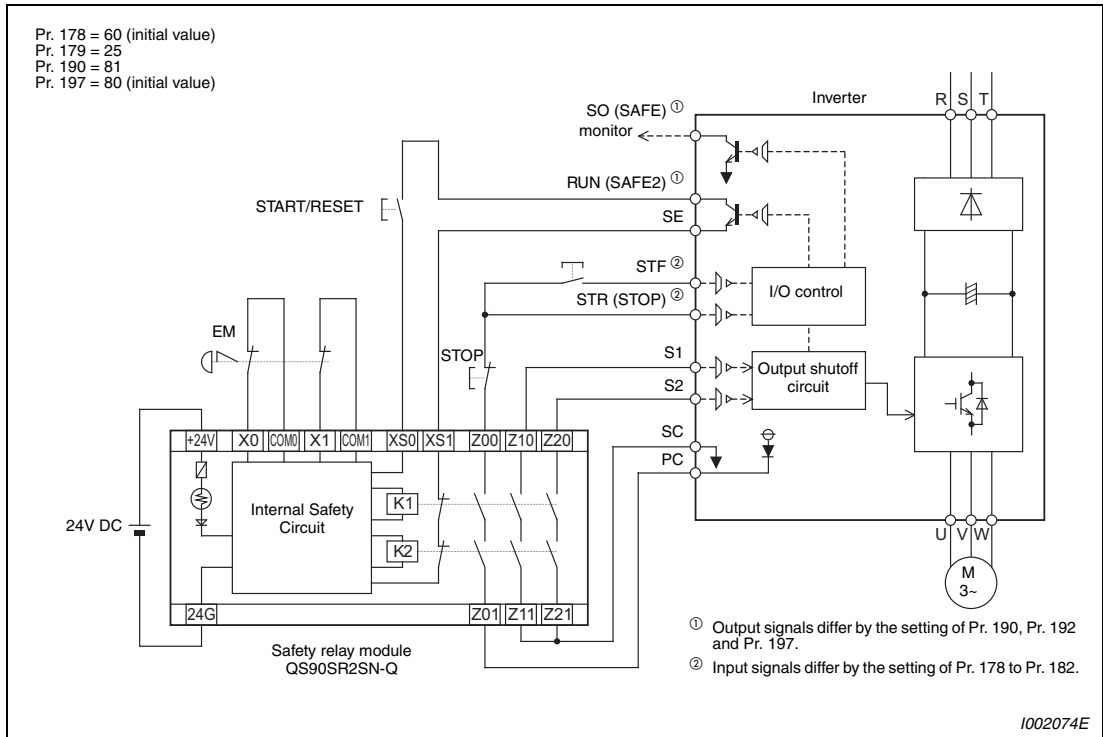 Pr. 178 = 60 (initial value)
Pr. 179 = 25
Pr. 190 = 81
Pr. 197 = 80 (initial value)
Inverter
R S T
SO (SAFE) ①
monitor
RUN (SAFE2) ①
START/RESET
SE
STF ②
STR (STOP) ②
I/O control
EM
STOP
S1
Output shutoff
circuit
S2
SC
PC
+24V X0 COM0 X1 COM1 XS0 XS1 Z00 Z10 Z20
Internal Safety
Circuit
K1
K2
24V DC
U V W
M
3~
24G Z01 Z11 Z21
Safety relay module
QS90SR2SN-Q
① Output signals differ by the setting of Pr. 190, Pr. 192
and Pr. 197.
② Input signals differ by the setting of Pr. 178 to Pr. 182.
I002074E